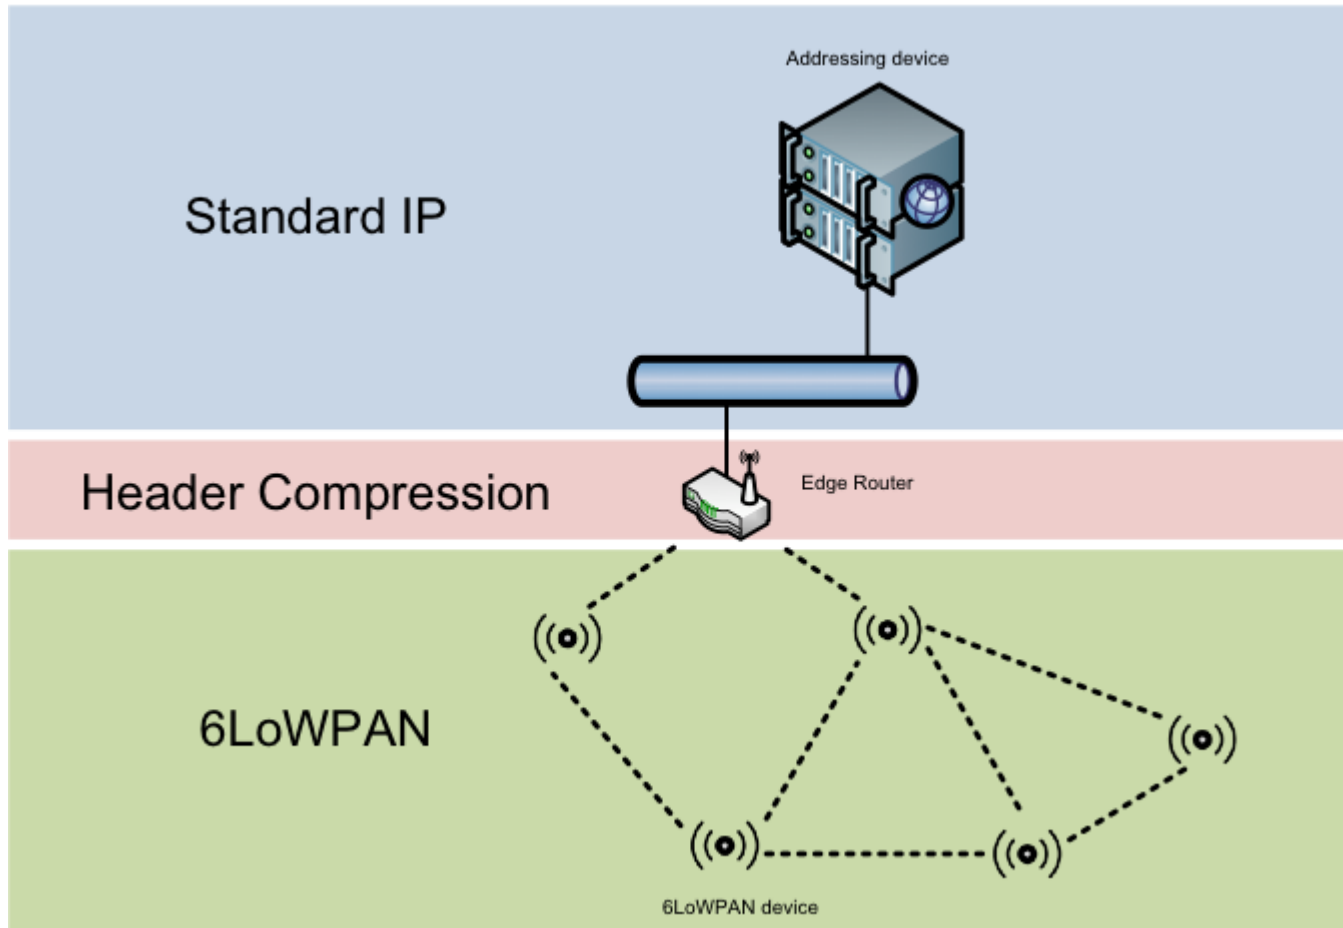 Addressing device
Standard IP
Header Compression
Edge Router
6LoWPAN
6LoWPAN device